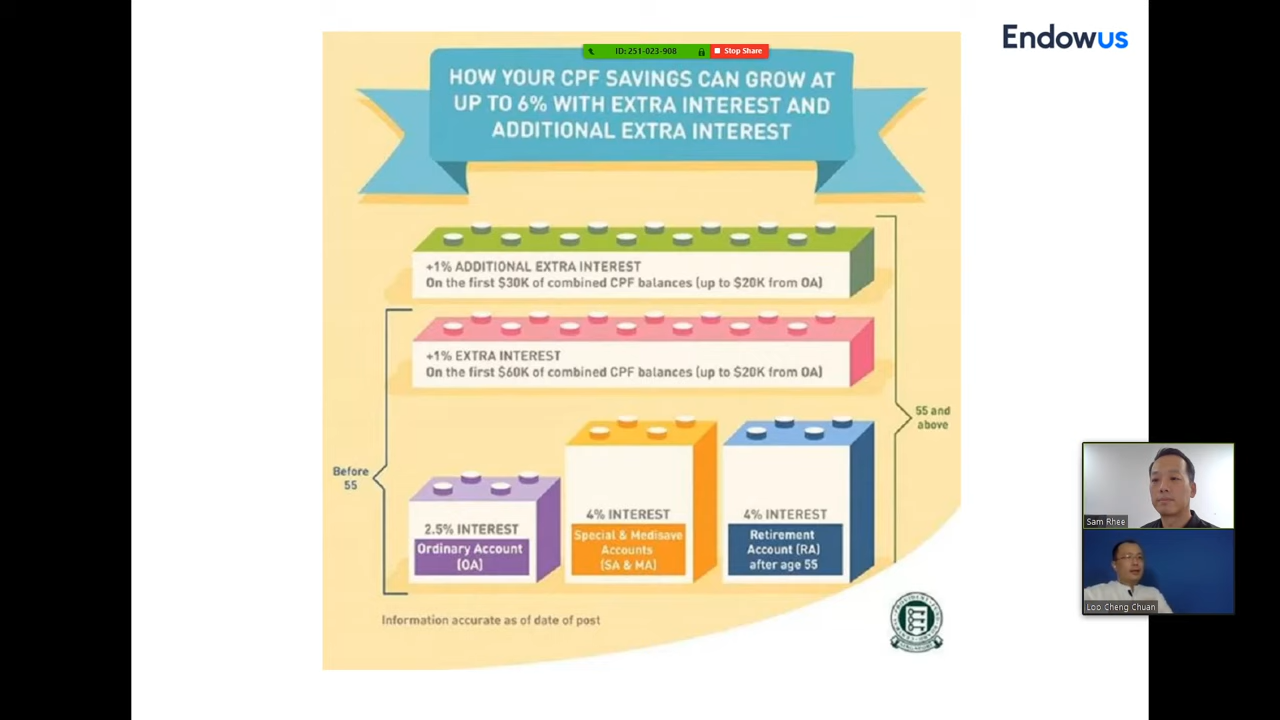 Endowus
ID: 251-023-908
Stop Share
HOW YOUR CPF SAVINGS CAN GROW AT
UP TO 6% WITH EXTRA INTEREST AND
ADDITIONAL EXTRA INTEREST
+1% ADDITIONAL EXTRA INTEREST
On the first $30K of combined CPF balances (up to $20K from OA)
+1% EXTRA INTEREST
On the first $60K of combined CPF balances (up to $20K from OA)
55 and
above
Before
55
2.5% INTEREST
Ordinary Account
(OA)
4% INTEREST
Special & Medisave
Accounts
(SA & MA)
4% INTEREST
Retirement
Account (RA)
after age 55
Information accurate as of date of post
Sam Rhee
Loo Cheng Chuan